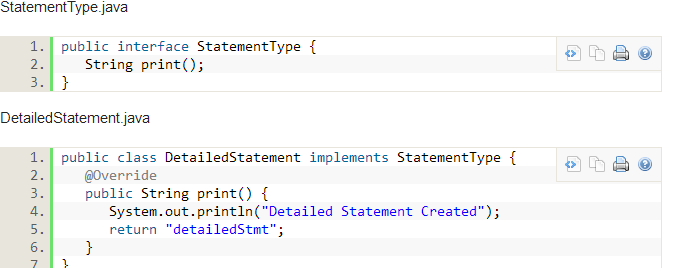 StatementType.java
1. public interface StatementType {
2. String print();
3. }
DetailedStatement.java
1. public class DetailedStatement implements StatementType {
2. @Override
3. public String print() {
4. System.out.println("Detailed Statement Created");
5. return "detailedStmt";
6. }
7. }